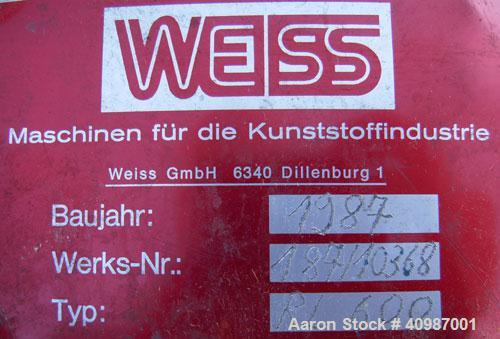 WEISS
Maschinen für die Kunststoffindustrie
Weiss GmbH 6340 Dillenburg 1
Baujahr: 1987
Werks-Nr.: 187/10368
Typ: 600
Aaron Stock # 40987001